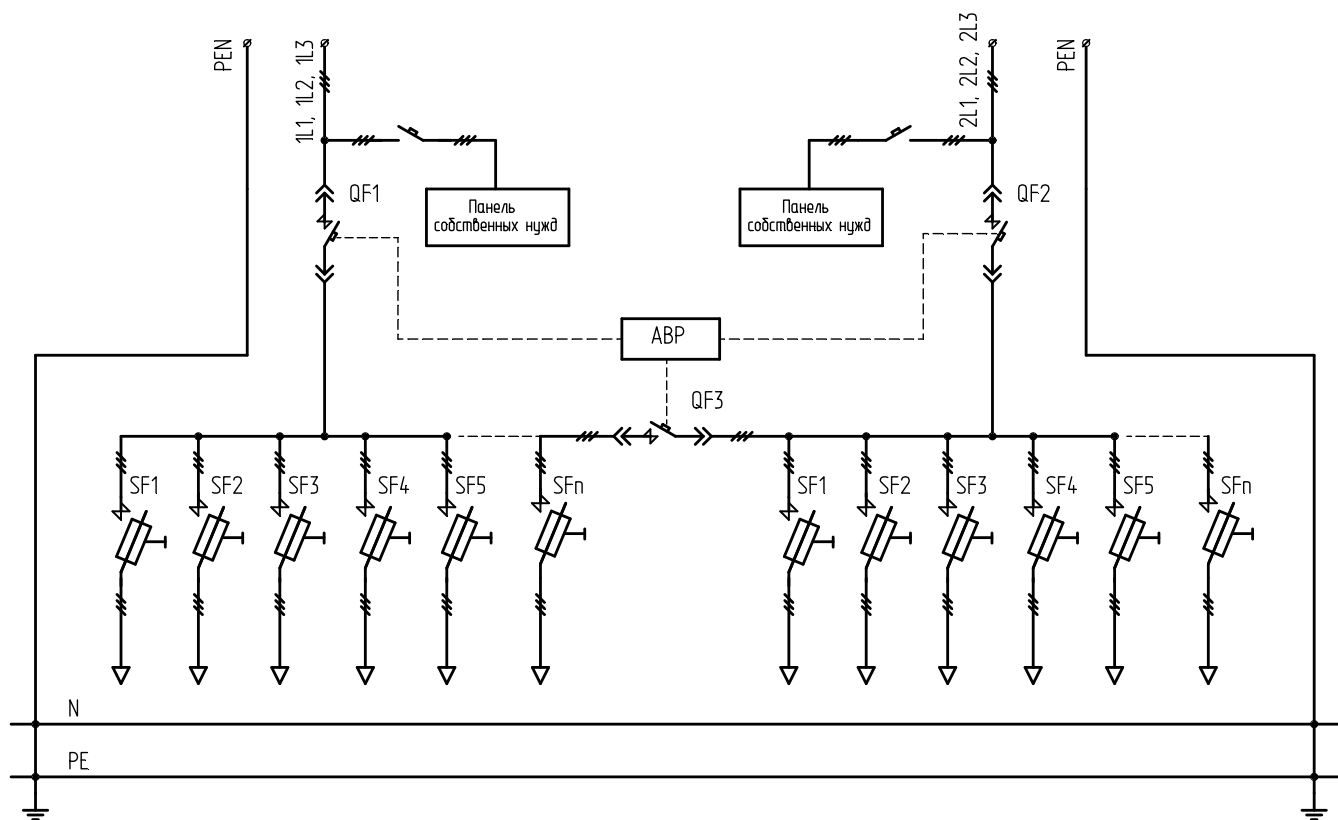 PEN
1L1, 1L2, 1L3
2L1, 2L2, 2L3
PEN
QF1
Панель
собственных нужд
Панель
собственных нужд
QF2
АВР
QF3
SF1
SF2
SF3
SF4
SF5
SFn
SF1
SF2
SF3
SF4
SF5
SFn
N
PE